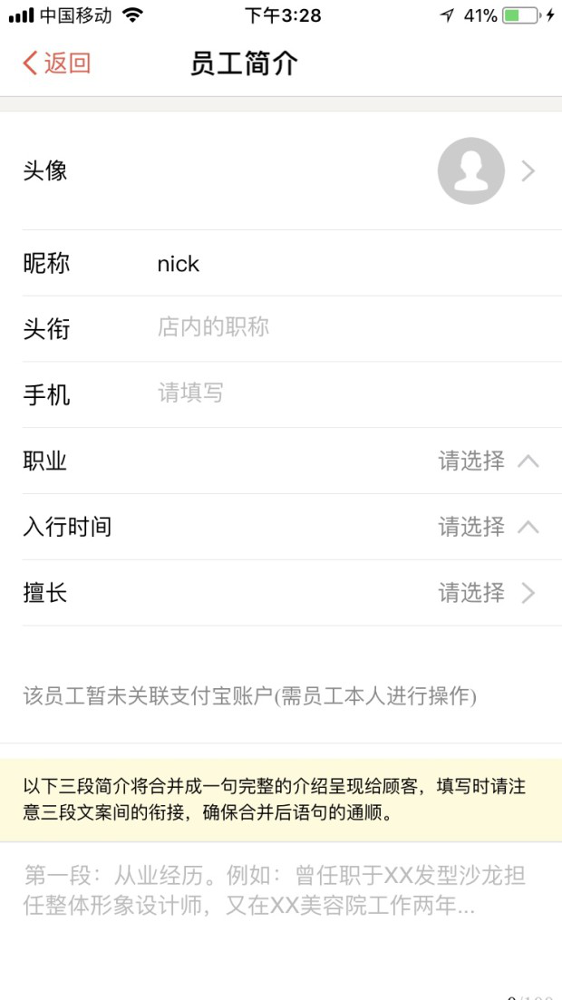 中国移动 下午3:28 41%
返回 员工简介
头像
昵称 nick
头衔 店内的职称
手机 请填写
职业 请选择
入行时间 请选择
擅长 请选择
该员工暂未关联支付宝账户(需员工本人进行操作)
以下三段简介将合并成一句完整的介绍呈现给顾客，填写时请注
意三段文案间的衔接，确保合并后语句的通顺。
第一段：从业经历。例如：曾任职于XX发型沙龙担
任整体形象设计师，又在XX美容院工作两年...